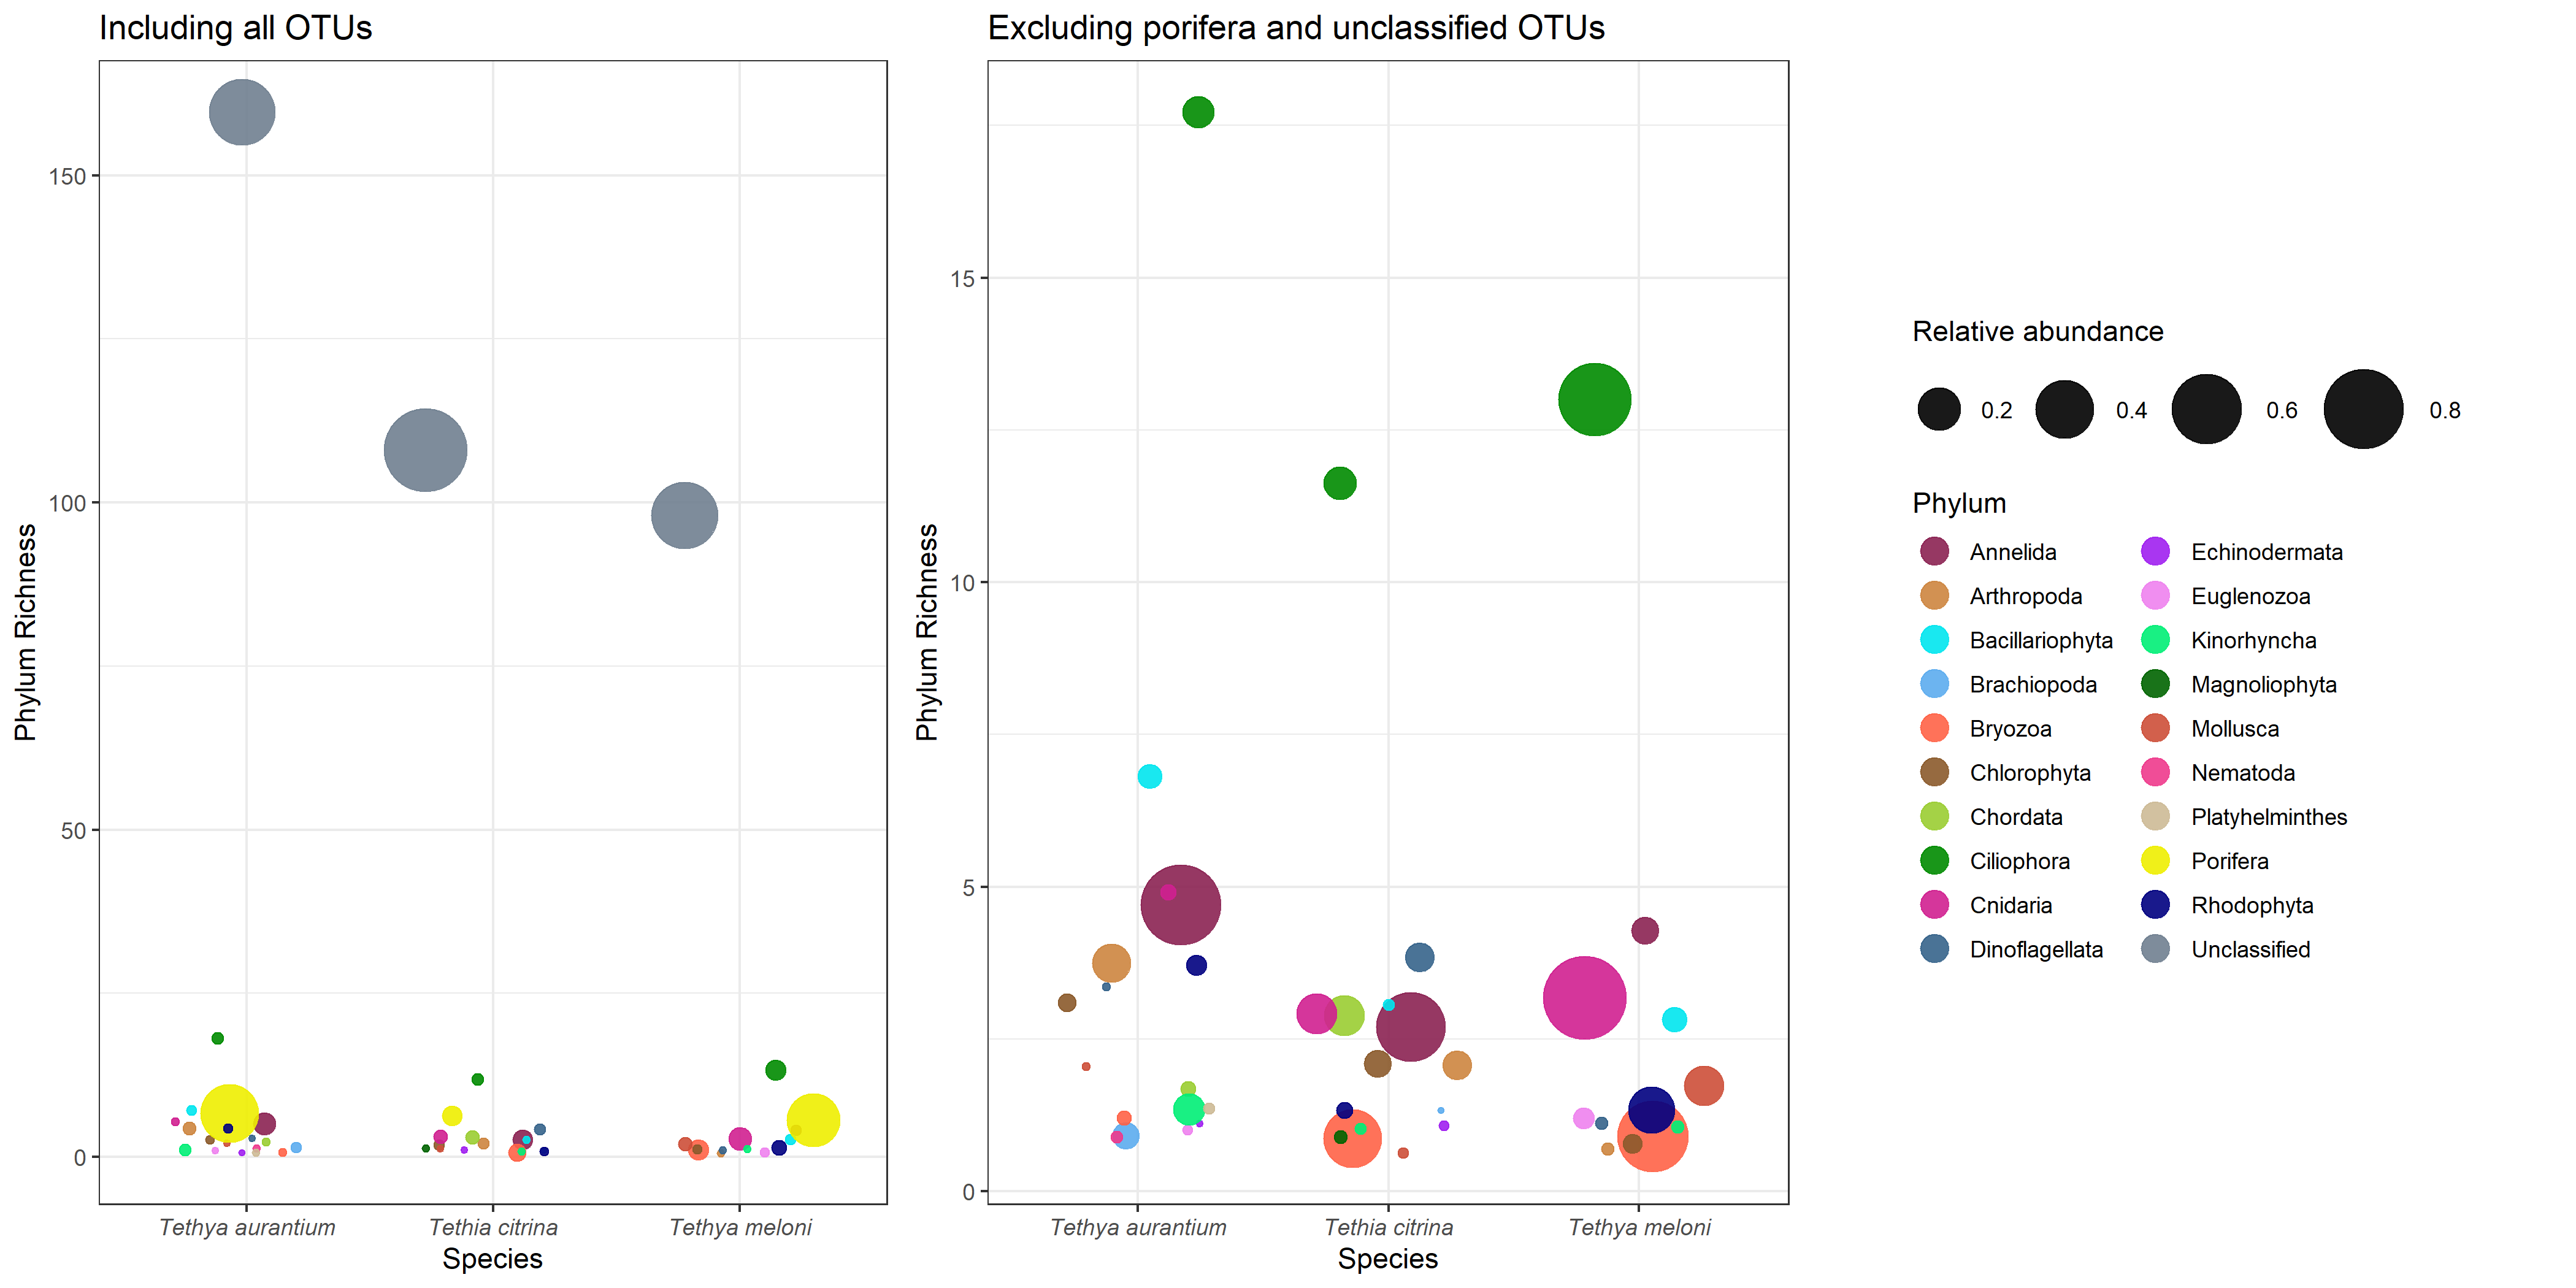 Including all OTUs
Excluding porifera and unclassified OTUs
Phylum Richness
150
100
50
0
Tethya aurantium
Tethia citrina
Tethya meloni
Species
Phylum Richness
15
10
5
0
Tethya aurantium
Tethia citrina
Tethya meloni
Species
Relative abundance
0.2 0.4 0.6 0.8
Phylum
Annelida Echinodermata
Arthropoda Euglenozoa
Bacillariophyta Kinorhyncha
Brachiopoda Magnoliophyta
Bryozoa Mollusca
Chlorophyta Nematoda
Chordata Platyhelminthes
Ciliophora Porifera
Cnidaria Rhodophyta
Dinoflagellata Unclassified